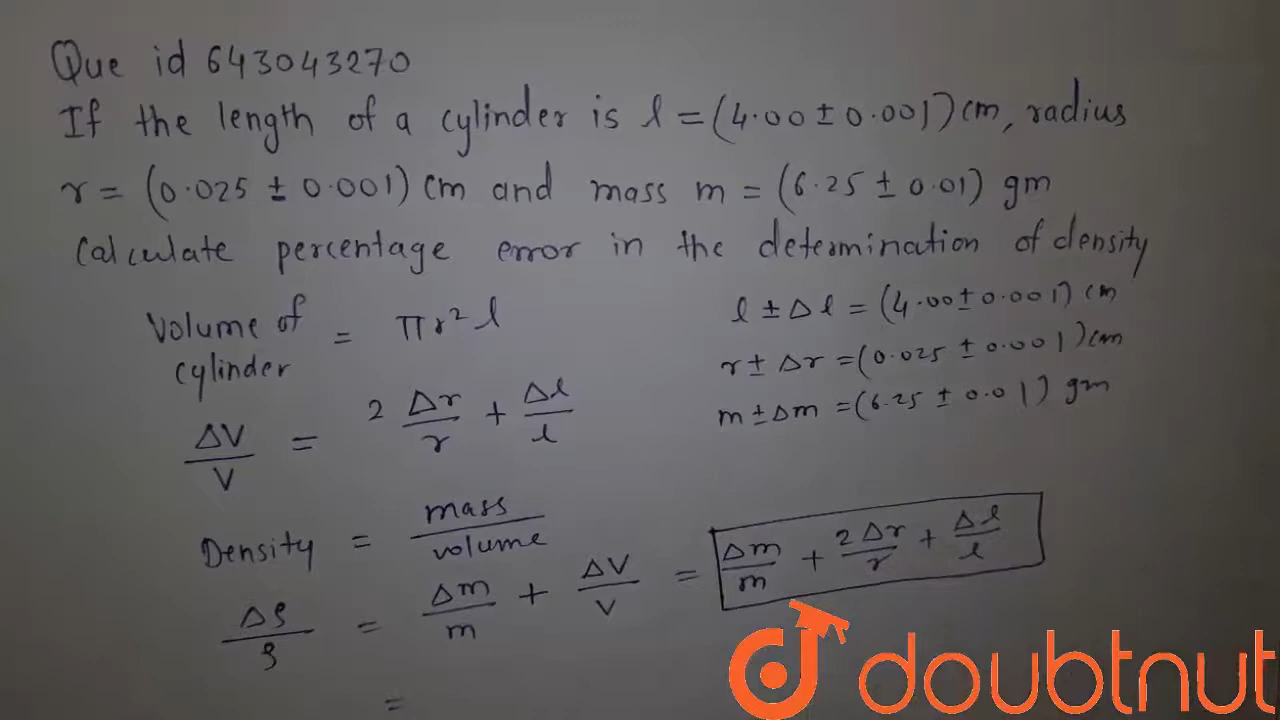 Que id 643043270
If the length of a cylinder is l = (4.00 ± 0.001) cm, radius
r = (0.025 ± 0.001) cm and mass m = (6.25 ± 0.01) gm
Calculate percentage error in the determination of density
Volume of cylinder = πr²l
l ± Δl = (4.00 ± 0.001) cm
r ± Δr = (0.025 ± 0.001) cm
m ± Δm = (6.25 ± 0.01) gm
ΔV/V = 2 Δr/r + Δl/l
Density = mass/volume
Δρ/ρ = Δm/m + ΔV/V = Δm/m + 2Δr/r + Δl/l
=
doubtnut